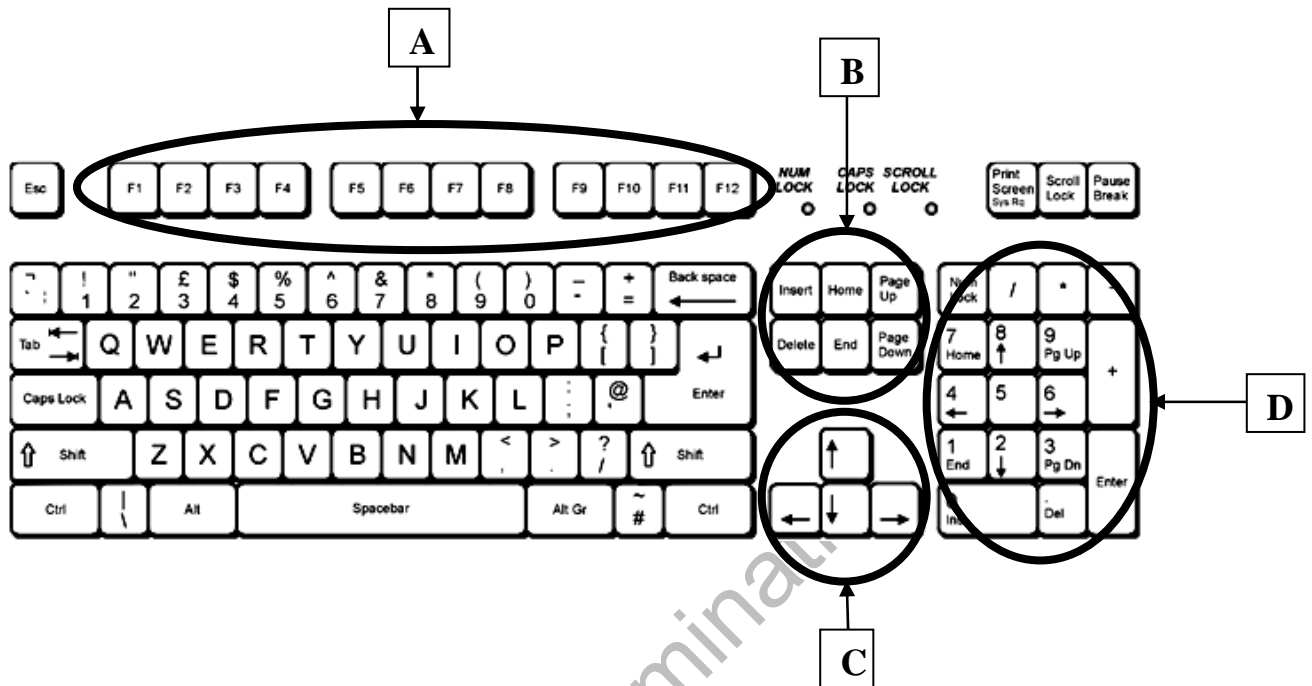 A
B
Esc F1 F2 F3 F4 F5 F6 F7 F8 F9 F10 F11 F12
NUM LOCK CAPS LOCK SCROLL LOCK
Print Screen Sys Rq Scroll Lock Pause Break
! 1 " 2 £ 3 $ 4 % 5 ^ 6 & 7 * 8 ( 9 ) 0 – - + = Back space
Insert Home Page Up
Num Lock / * -
Tab Q W E R T Y U I O P { [ } ]
Delete End Page Down
7 Home 8 ↑ 9 Pg Up +
Caps Lock A S D F G H J K L : ; @ ' Enter
4 ← 5 6 →
D
Shift Z X C V B N M < , > . ? / Shift
↑
1 End 2 ↓ 3 Pg Dn Enter
Ctrl | \ Alt Spacebar Alt Gr ~ # Ctrl
← ↓ →
0 Ins . Del
C